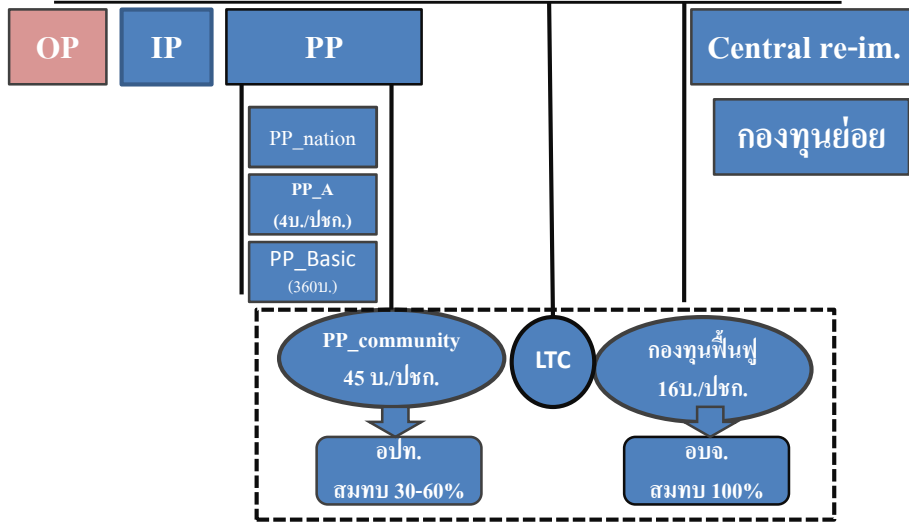 OP
IP
PP
Central re-im.
กองทุนย่อย
PP_nation
PP_A
(4บ./ปชก.)
PP_Basic
(360บ.)
PP_community
45 บ./ปชก.
LTC
กองทุนฟื้นฟู
16บ./ปชก.
อปท.
สมทบ 30-60%
อบจ.
สมทบ 100%